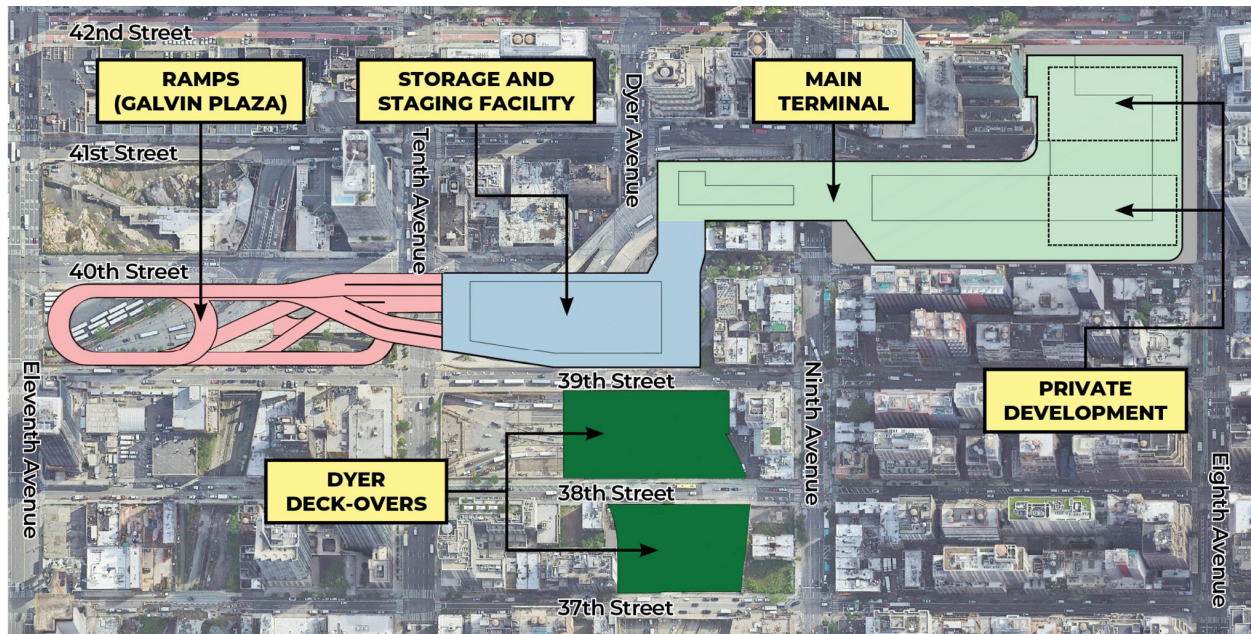 42nd Street
RAMPS
(GALVIN PLAZA)
STORAGE AND
STAGING FACILITY
Dyer Avenue
MAIN
TERMINAL
41st Street
Tenth Avenue
40th Street
Eleventh Avenue
39th Street
Ninth Avenue
PRIVATE
DEVELOPMENT
DYER
DECK-OVERS
38th Street
Eighth Avenue
37th Street